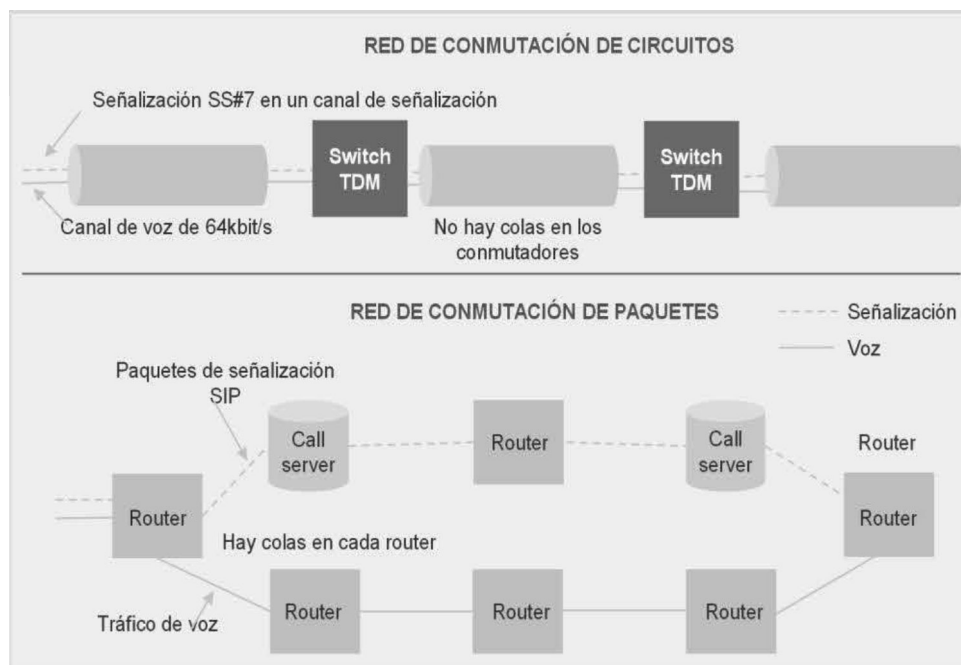 RED DE CONMUTACIÓN DE CIRCUITOS
Señalización SS#7 en un canal de señalización
Switch
TDM
Switch
TDM
Canal de voz de 64kbit/s
No hay colas en los
conmutadores
RED DE CONMUTACIÓN DE PAQUETES
Señalización
Voz
Paquetes de señalización
SIP
Call
server
Router
Call
server
Router
Router
Router
Hay colas en cada router
Tráfico de voz
Router
Router
Router